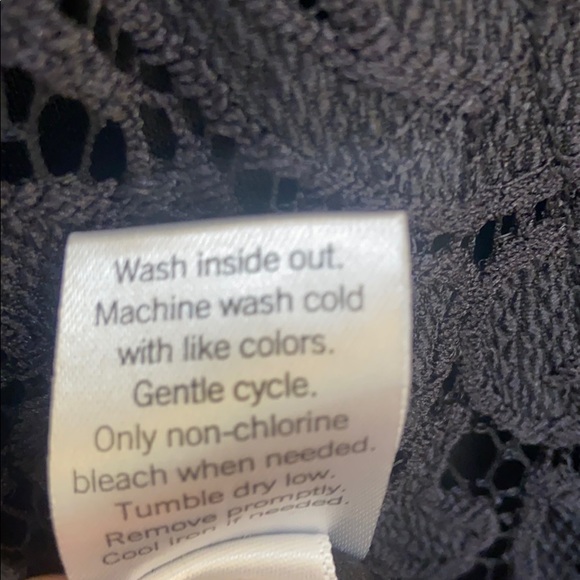 Wash inside out.
Machine wash cold
with like colors.
Gentle cycle.
Only non-chlorine
bleach when needed.
Tumble dry low.
Remove promptly.
Cool Iron if needed.